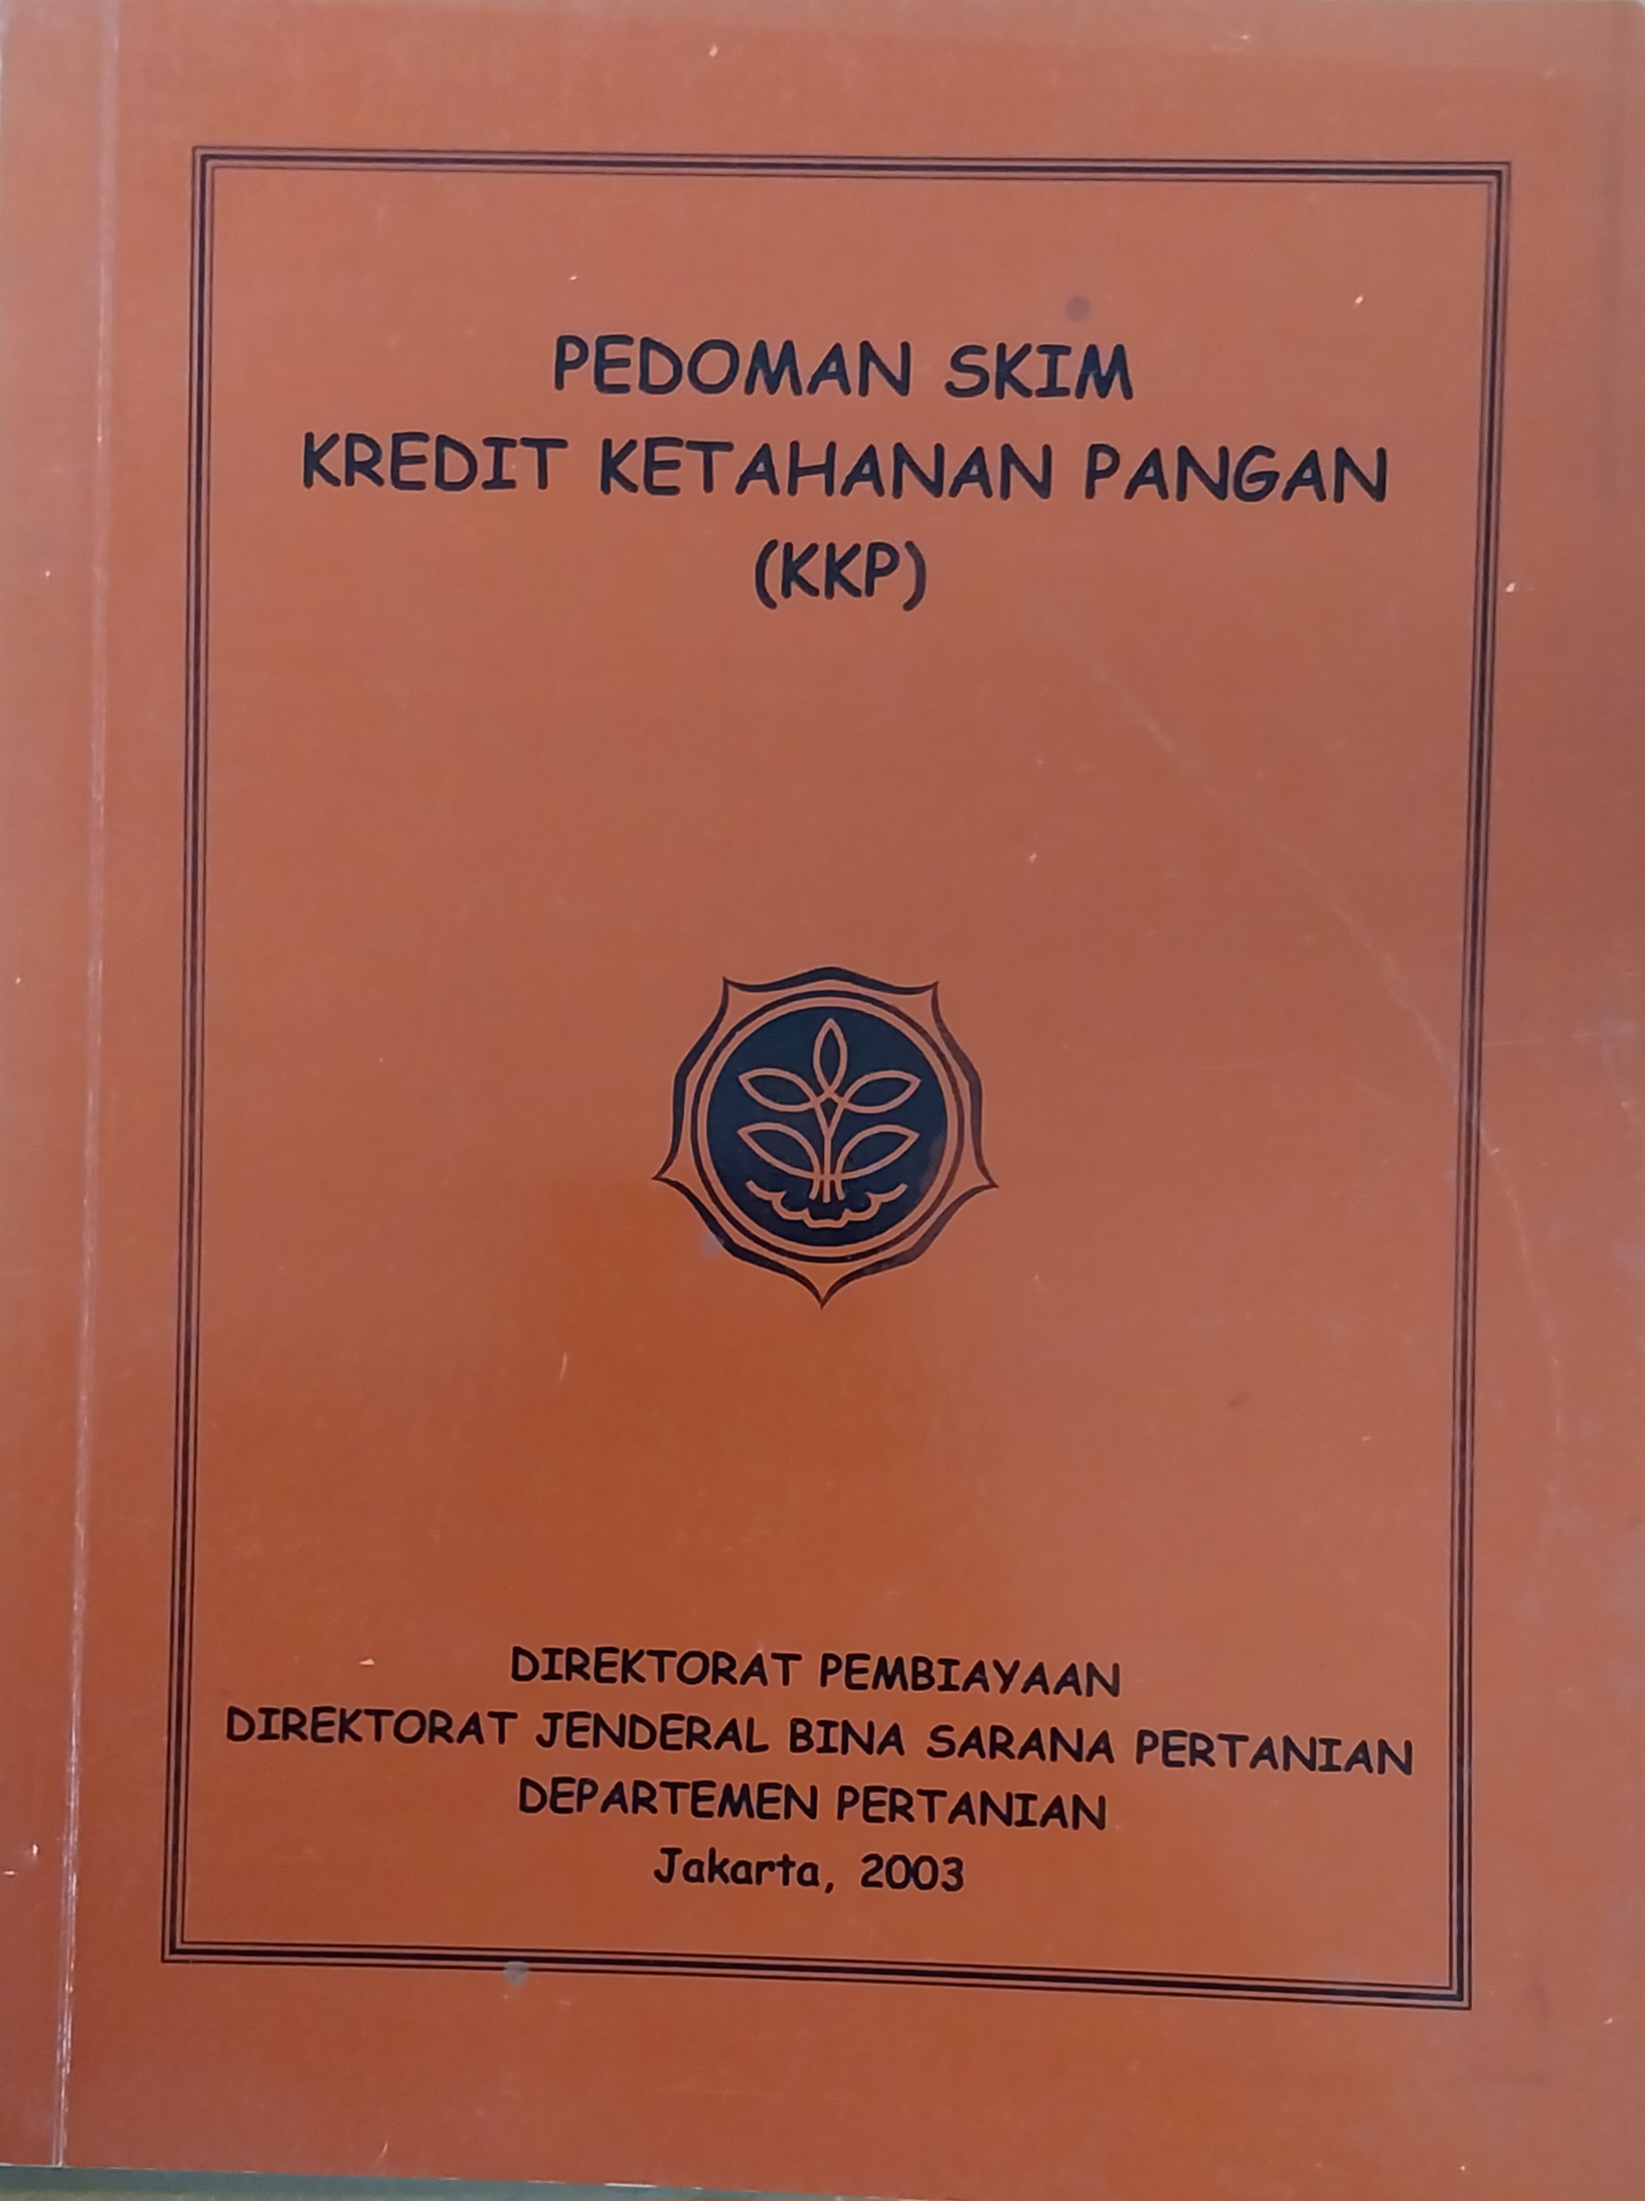 PEDOMAN SKIM
KREDIT KETAHANAN PANGAN
(KKP)
DIREKTORAT PEMBIAYAAN
DIREKTORAT JENDERAL BINA SARANA PERTANIAN
DEPARTEMEN PERTANIAN
Jakarta, 2003